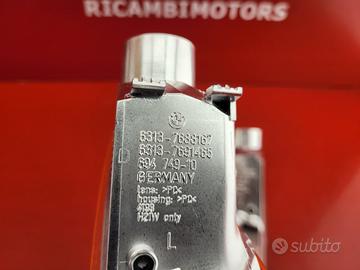 RICAMBIMOTORS
6313-7688167
6313-7691465
694 749-10
GERMANY
lens: >PC<
housing: >PC<
H21W only
L
subito